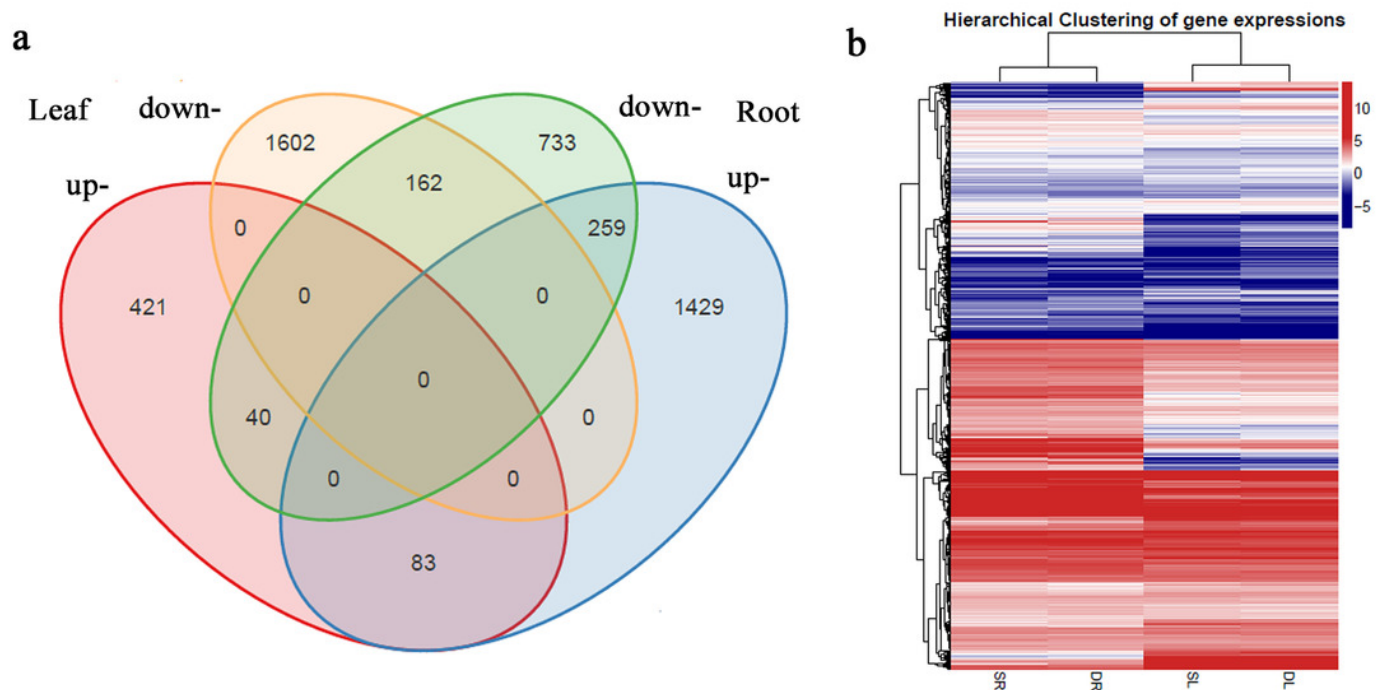 a
Leaf
down-
down-
Root
up-
up-
1602
733
162
0
259
421
0
0
1429
0
40
0
0
0
83
b
Hierarchical Clustering of gene expressions
10
5
0
−5
SR
DR
SL
DL